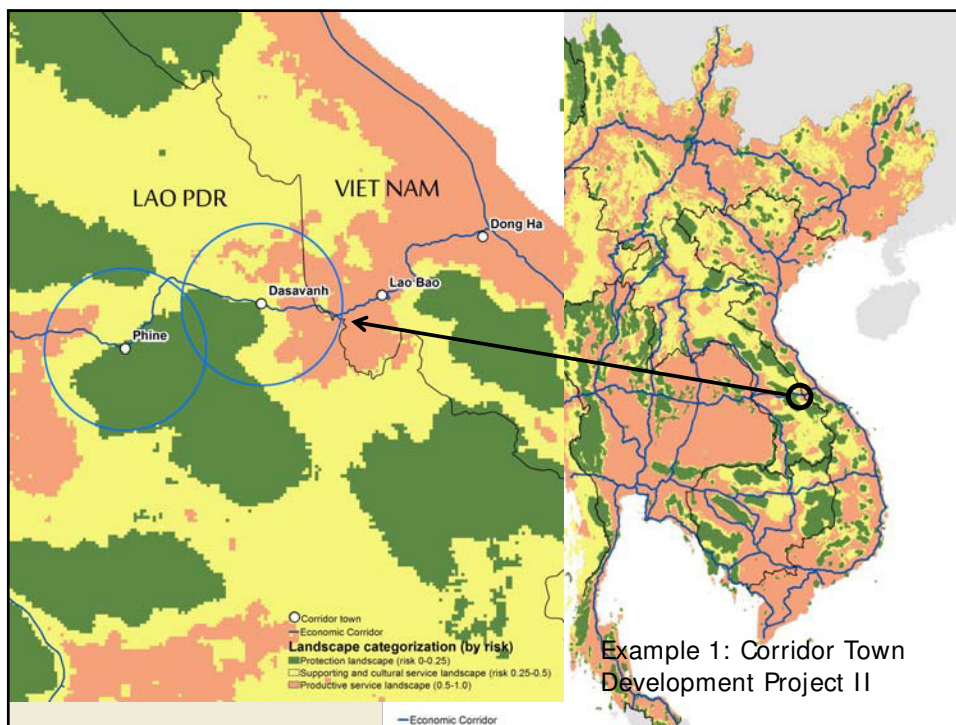 LAO PDR
VIET NAM
Dong Ha
Lao Bao
Dasavanh
Phine
Corridor town
Economic Corridor
Landscape categorization (by risk)
Protection landscape (risk 0-0.25)
Supporting and cultural service landscape (risk 0.25-0.5)
Productive service landscape (0.5-1.0)
Economic Corridor
Example 1: Corridor Town
Development Project II